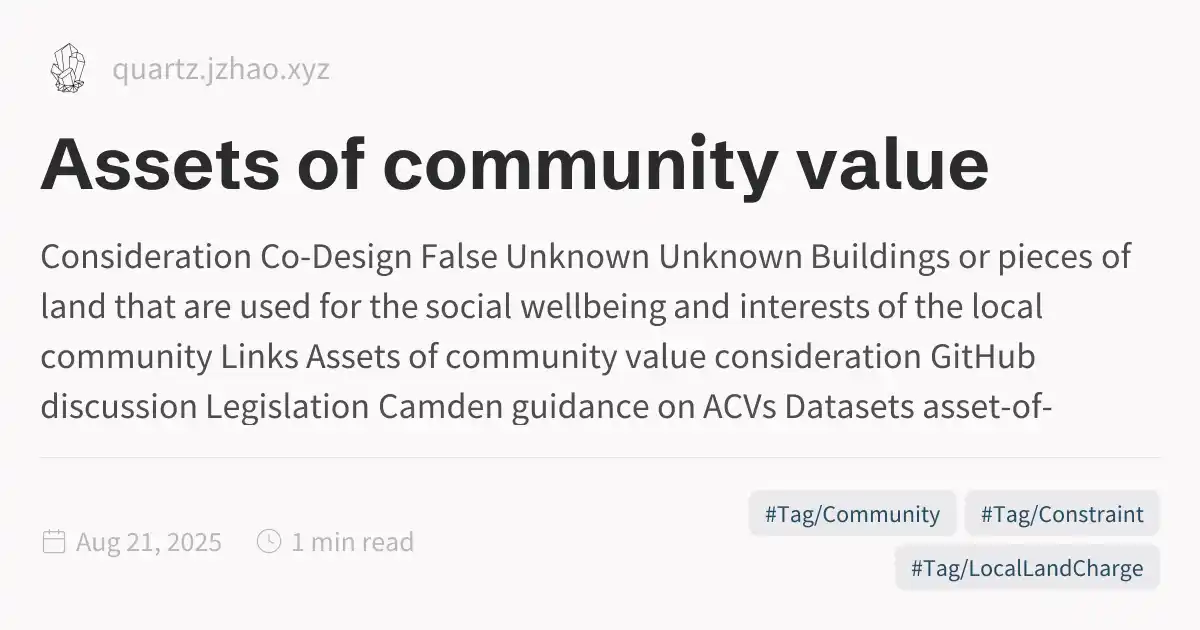 quartz.jzhao.xyz
Assets of community value
Consideration Co-Design False Unknown Unknown Buildings or pieces of
land that are used for the social wellbeing and interests of the local
community Links Assets of community value consideration GitHub
discussion Legislation Camden guidance on ACVs Datasets asset-of-
#Tag/Community #Tag/Constraint
Aug 21, 2025 1 min read
#Tag/LocalLandCharge